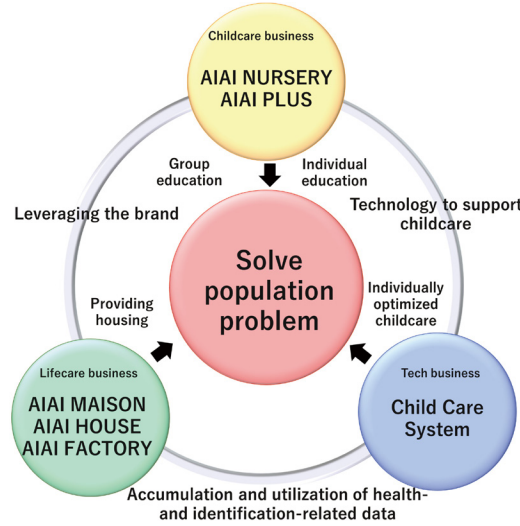 Childcare business
AIAI NURSERY
AIAI PLUS
Group
education
Individual
education
Leveraging the brand
Technology to support
childcare
Solve
population
problem
Providing
housing
Individually
optimized
childcare
Lifecare business
AIAI MAISON
AIAI HOUSE
AIAI FACTORY
Tech business
Child Care
System
Accumulation and utilization of health-
and identification-related data